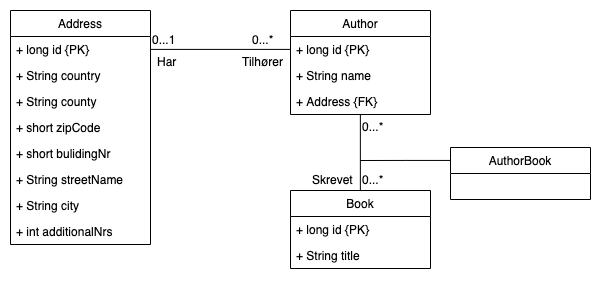 Address
+ long id {PK}
+ String country
+ String county
+ short zipCode
+ short bulidingNr
+ String streetName
+ String city
+ int additionalNrs
0...1
Har
0...*
Tilhører
Author
+ long id {PK}
+ String name
+ Address {FK}
0...*
AuthorBook
Skrevet
0...*
Book
+ long id {PK}
+ String title